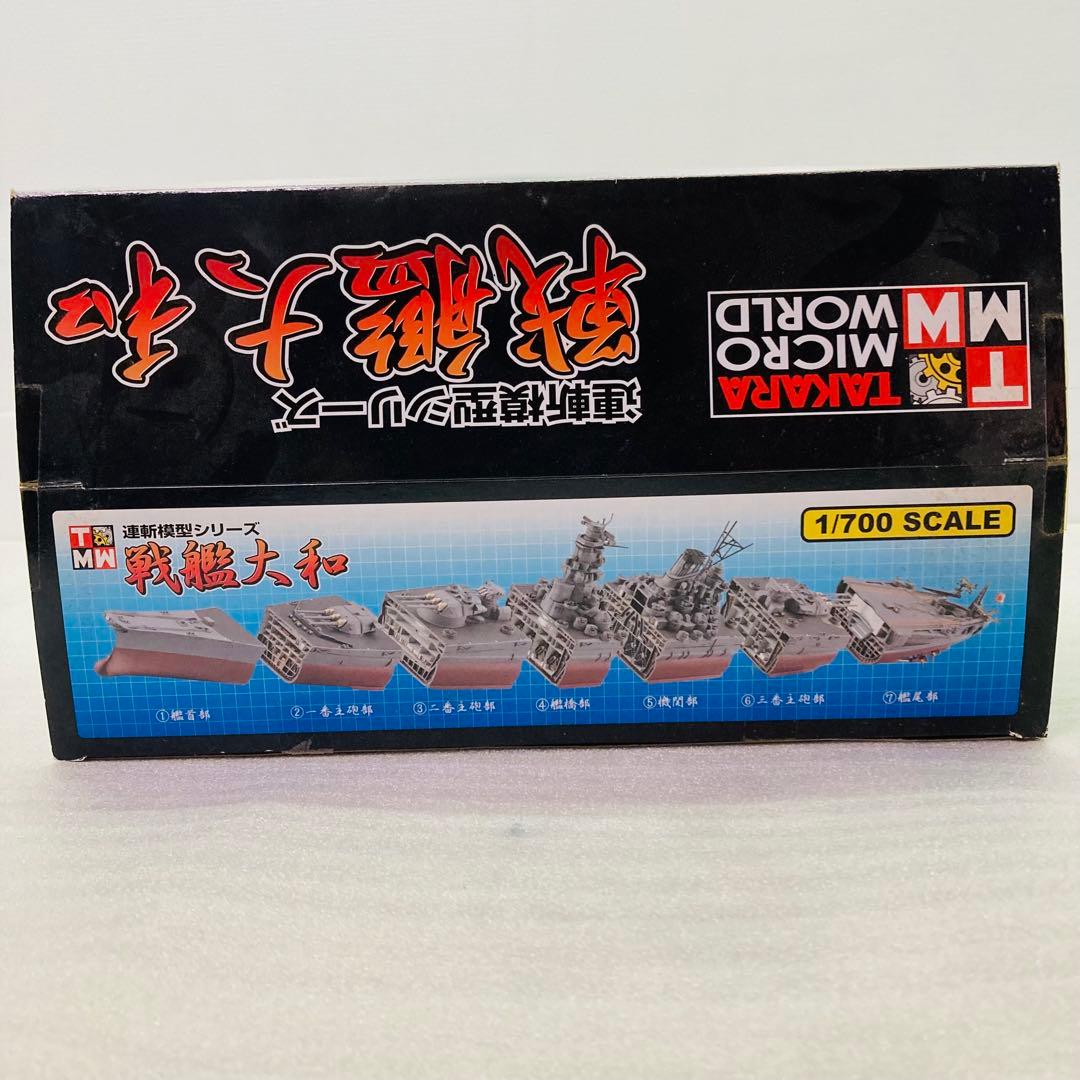 連斬模型シリーズ
戦艦大和
TAKARA
MICRO
WORLD
TMW
連斬模型シリーズ
戦艦大和
TMW
1/700 SCALE
①艦首部
②一番主砲部
③二番主砲部
④艦橋部
⑤機関部
⑥三番主砲部
⑦艦尾部